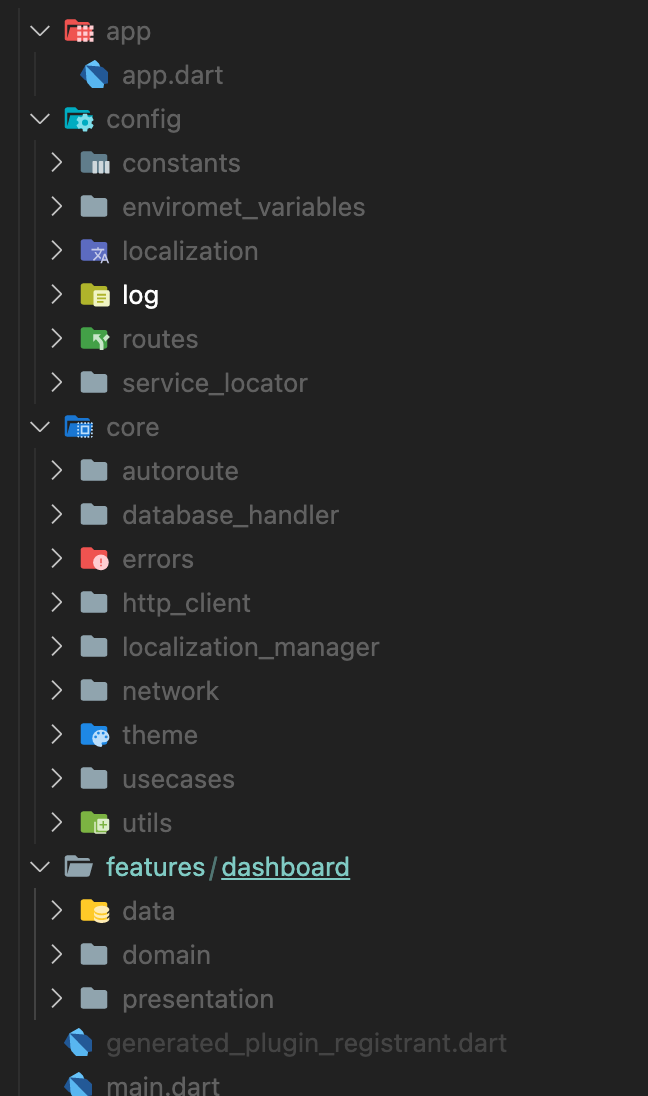 app
app.dart
config
constants
enviromet_variables
localization
log
routes
service_locator
core
autoroute
database_handler
errors
http_client
localization_manager
network
theme
usecases
utils
features/dashboard
data
domain
presentation
generated_plugin_registrant.dart
main.dart